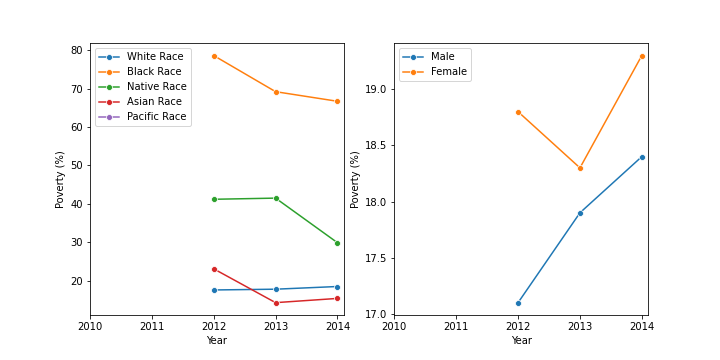 White Race
Black Race
Native Race
Asian Race
Pacific Race
80
70
60
50
40
30
20
Poverty (%)
2010 2011 2012 2013 2014
Year
Male
Female
19.0
18.5
18.0
17.5
17.0
Poverty (%)
2010 2011 2012 2013 2014
Year